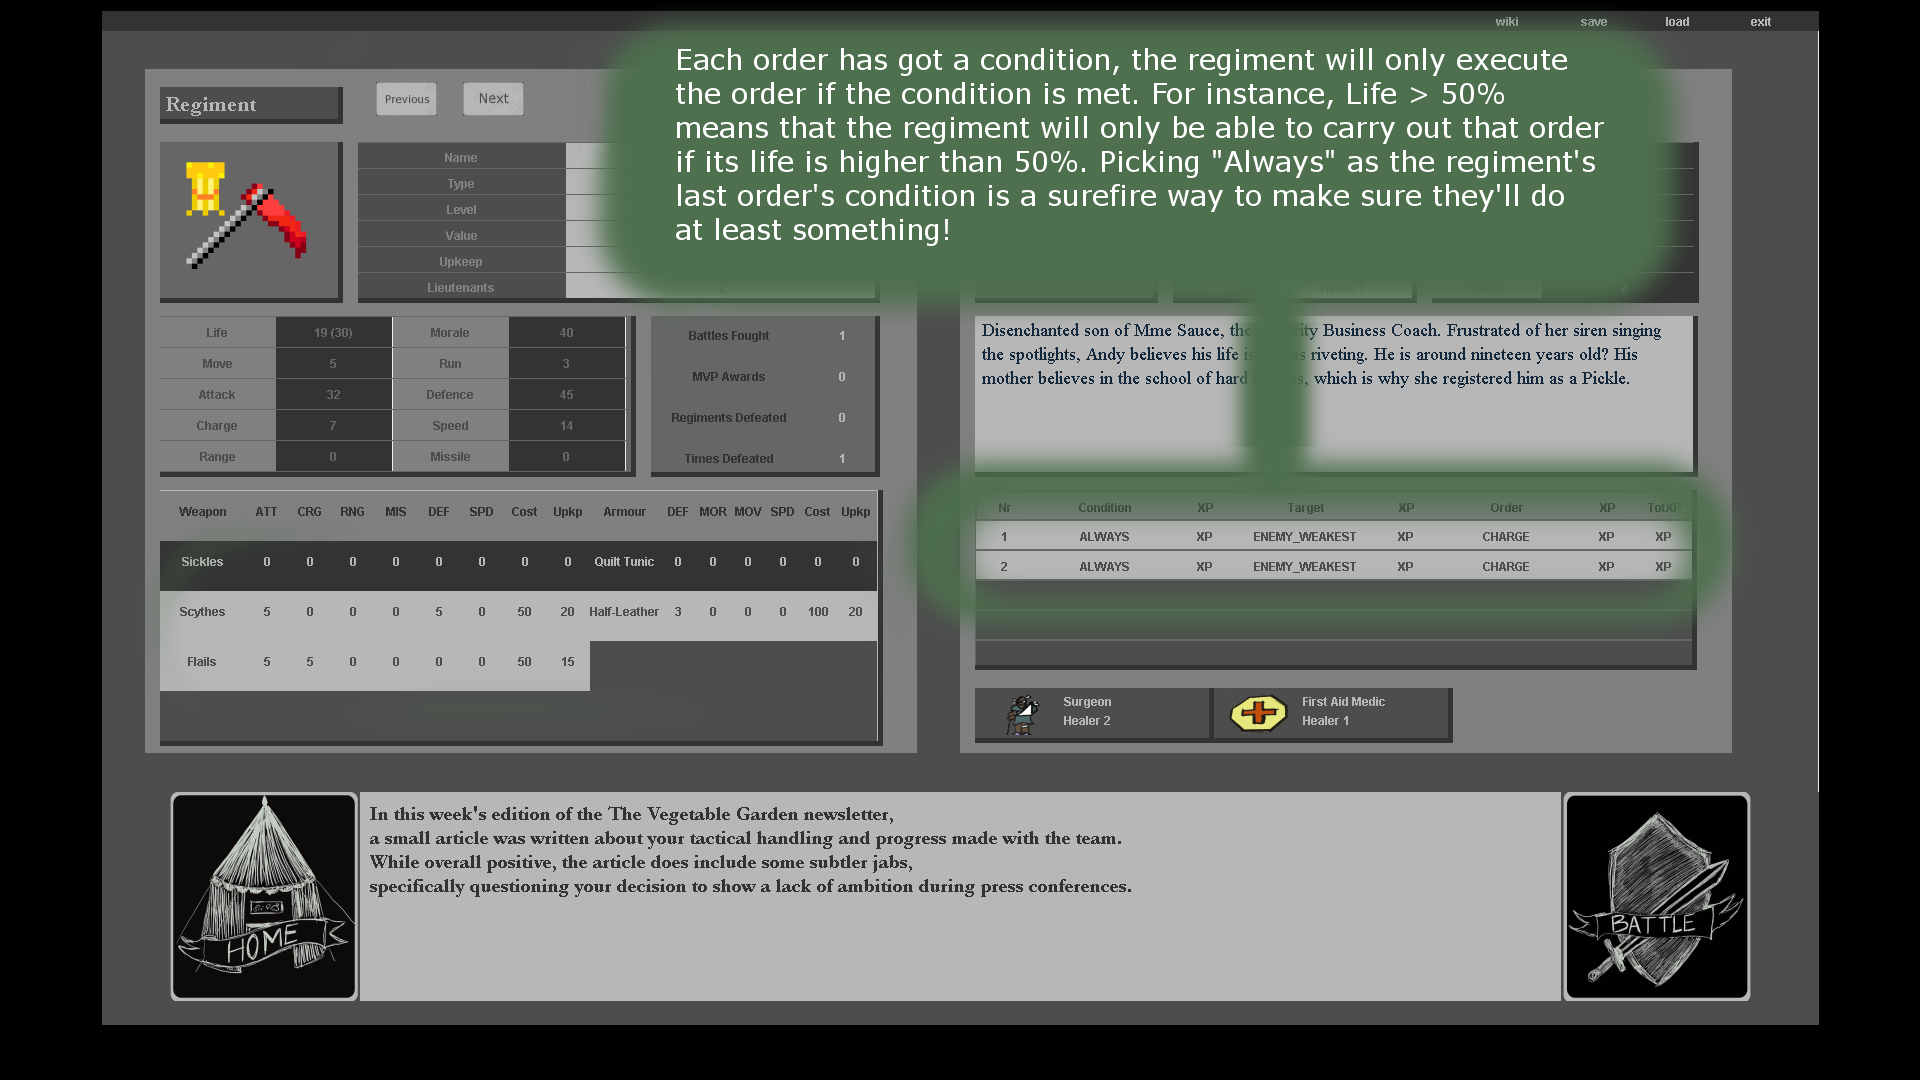 wiki save load exit
Each order has got a condition, the regiment will only execute
the order if the condition is met. For instance, Life > 50%
means that the regiment will only be able to carry out that order
if its life is higher than 50%. Picking "Always" as the regiment's
last order's condition is a surefire way to make sure they'll do
at least something!
Regiment
Previous Next
Name
Type
Level
Value
Upkeep
Lieutenants 2
Life 19 (30) Morale 40
Move 5 Run 3
Attack 32 Defence 45
Charge 7 Speed 14
Range 0 Missile 0
Battles Fought 1
MVP Awards 0
Regiments Defeated 0
Times Defeated 1
Speed 2
Disenchanted son of Mme Sauce, the Business Coach. Frustrated of her siren singing
the spotlights, Andy believes his life riveting. He is around nineteen years old? His
mother believes in the school of hard which is why she registered him as a Pickle.
Weapon ATT CRG RNG MIS DEF SPD Cost Upkp Armour DEF MOR MOV SPD Cost Upkp
Sickles 0 0 0 0 0 0 0 0 Quilt Tunic 0 0 0 0 0 0
Scythes 5 0 0 0 5 0 50 20 Half-Leather 3 0 0 0 100 20
Flails 5 5 0 0 0 0 50 15
Nr Condition XP Target XP Order XP TotXP
1 ALWAYS XP ENEMY_WEAKEST XP CHARGE XP XP
2 ALWAYS XP ENEMY_WEAKEST XP CHARGE XP XP
Surgeon
Healer 2
First Aid Medic
Healer 1
HOME
In this week's edition of the The Vegetable Garden newsletter,
a small article was written about your tactical handling and progress made with the team.
While overall positive, the article does include some subtler jabs,
specifically questioning your decision to show a lack of ambition during press conferences.
BATTLE